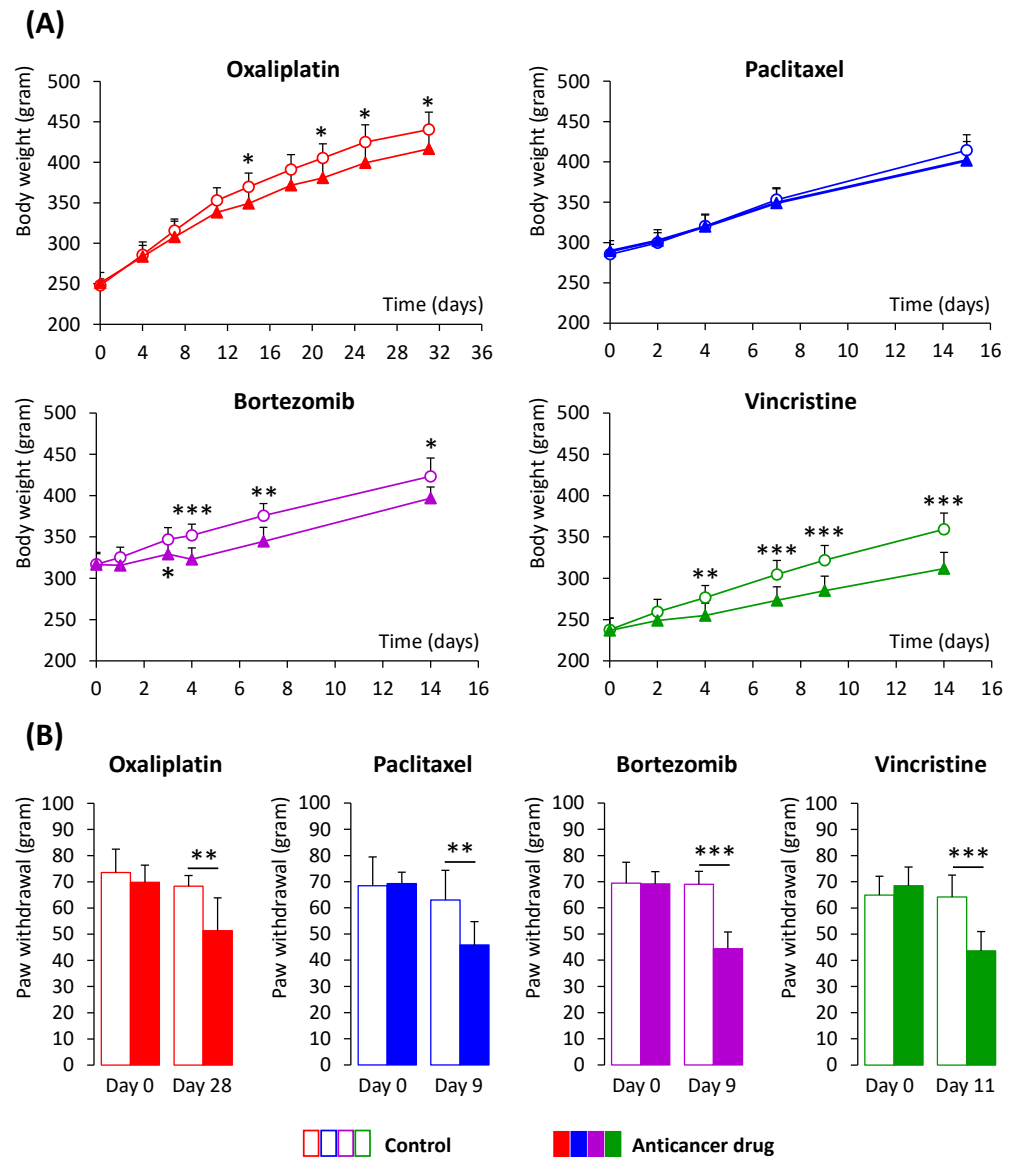 (A)
Oxaliplatin
Body weight (gram)
500
450
400
350
300
250
200
* * * *
Time (days)
0 4 8 12 16 20 24 28 32 36
Paclitaxel
Body weight (gram)
500
450
400
350
300
250
200
Time (days)
0 2 4 6 8 10 12 14 16
Bortezomib
Body weight (gram)
500
450
400
350
300
250
200
* *** ** *
Time (days)
0 2 4 6 8 10 12 14 16
Vincristine
Body weight (gram)
500
450
400
350
300
250
200
** *** *** ***
Time (days)
0 2 4 6 8 10 12 14 16
(B)
Oxaliplatin
Paw withdrawal (gram)
100
90
80
70
60
50
40
30
20
10
0
**
Day 0 Day 28
Paclitaxel
Paw withdrawal (gram)
100
90
80
70
60
50
40
30
20
10
0
**
Day 0 Day 9
Bortezomib
Paw withdrawal (gram)
100
90
80
70
60
50
40
30
20
10
0
***
Day 0 Day 9
Vincristine
Paw withdrawal (gram)
100
90
80
70
60
50
40
30
20
10
0
***
Day 0 Day 11
Control
Anticancer drug